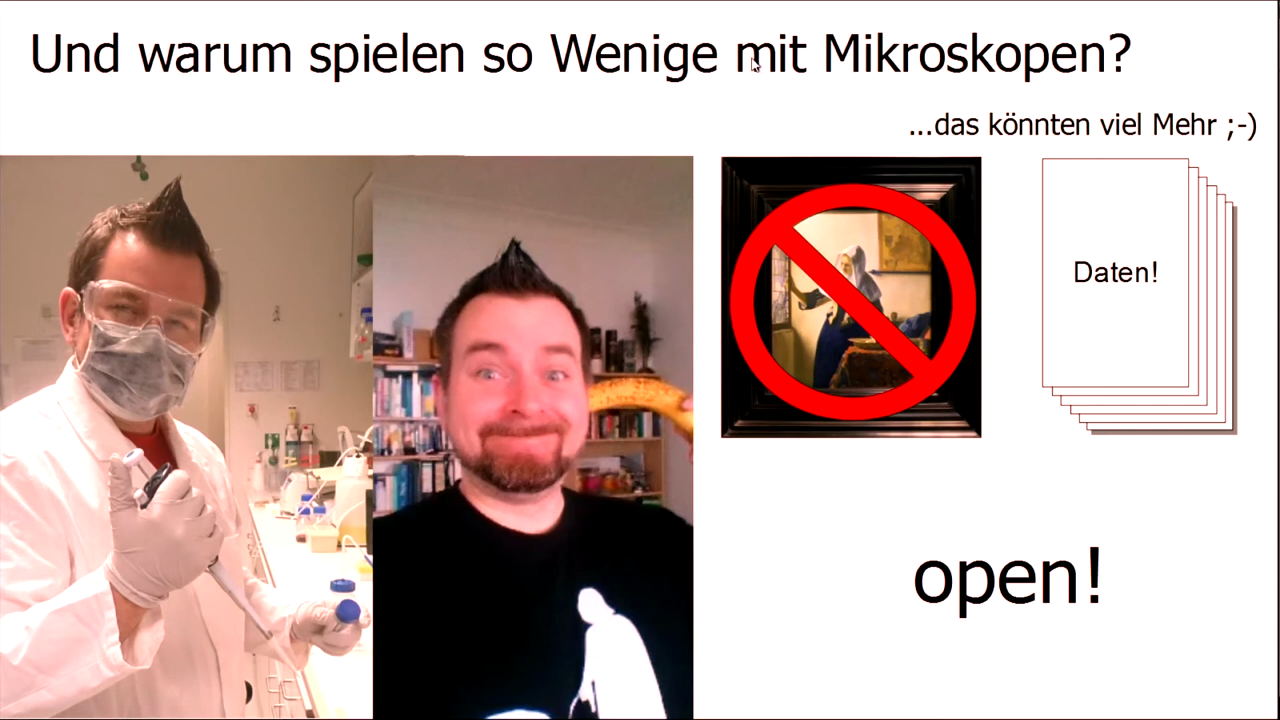 Und warum spielen so Wenige mit Mikroskopen?
...das könnten viel Mehr ;-)
Daten!
open!